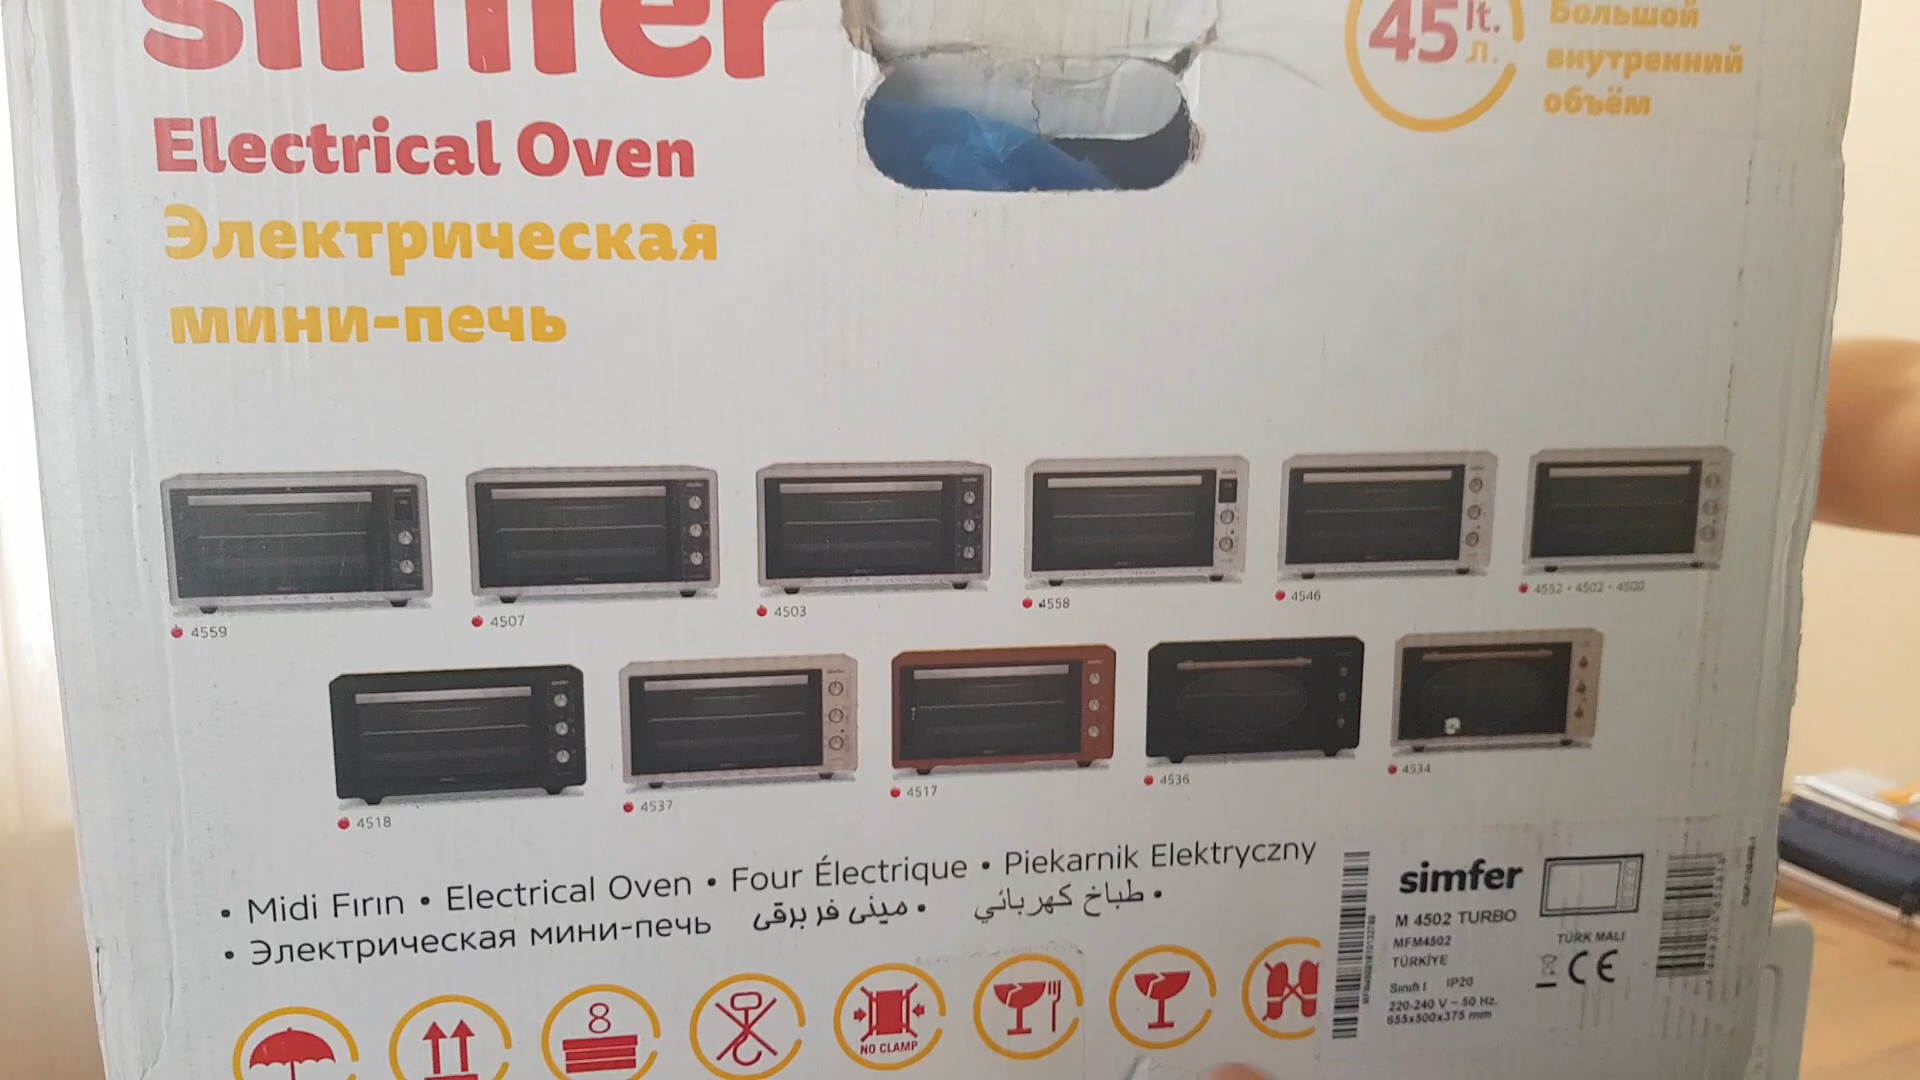 simfer
45 lt.
л.
Большой
внутренний
объём
Electrical Oven
Электрическая
мини-печь
4559
4507
4503
4558
4546
4552 - 4502 - 4500
4518
4537
4517
4536
4534
• Midi Fırın • Electrical Oven • Four Électrique • Piekarnik Elektryczny
• Электрическая мини-печь مینی فر برقی • طباخ كهربائي •
8
NO CLAMP
simfer
M 4502 TURBO
MFM4502
TÜRKİYE
Sınıfı I IP20
220-240 V ~ 50 Hz.
655x500x375 mm
TÜRK MALI
CE